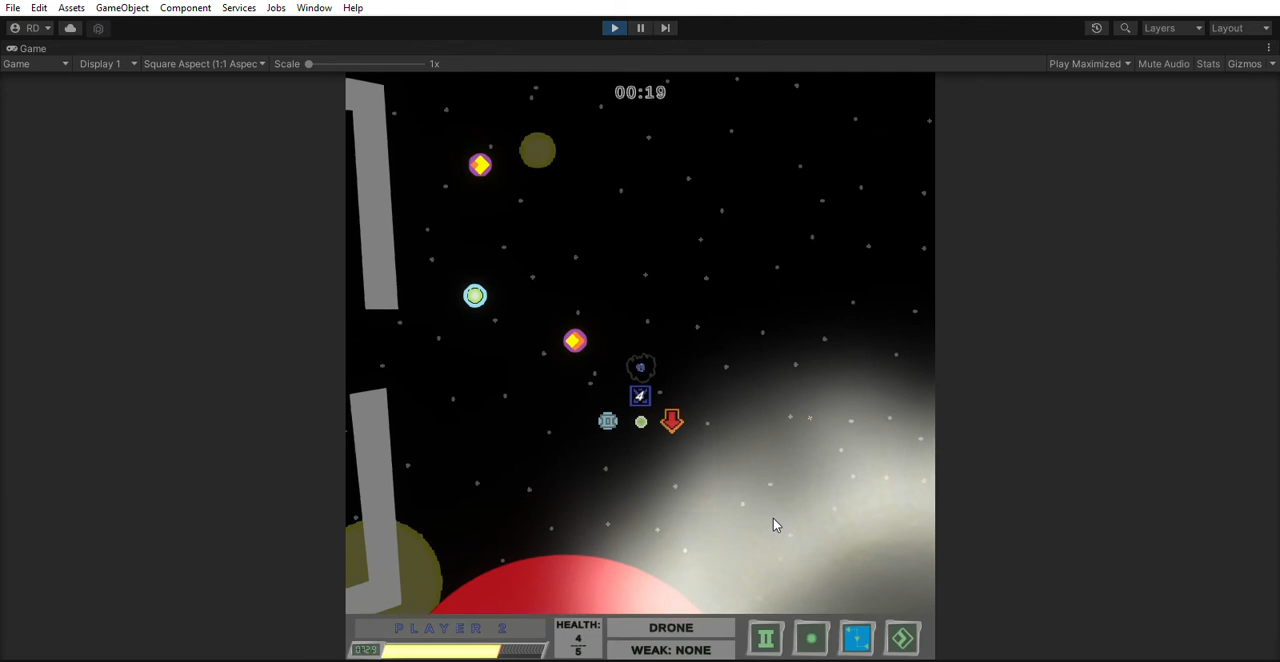 File Edit Assets GameObject Component Services Jobs Window Help
RD Layers Layout
Game
Game Display 1 Square Aspect (1:1 Aspec Scale 1x Play Maximized Mute Audio Stats Gizmos
00:19
4
PLAYER 2 HEALTH: 4 5 DRONE
0729 WEAK: NONE